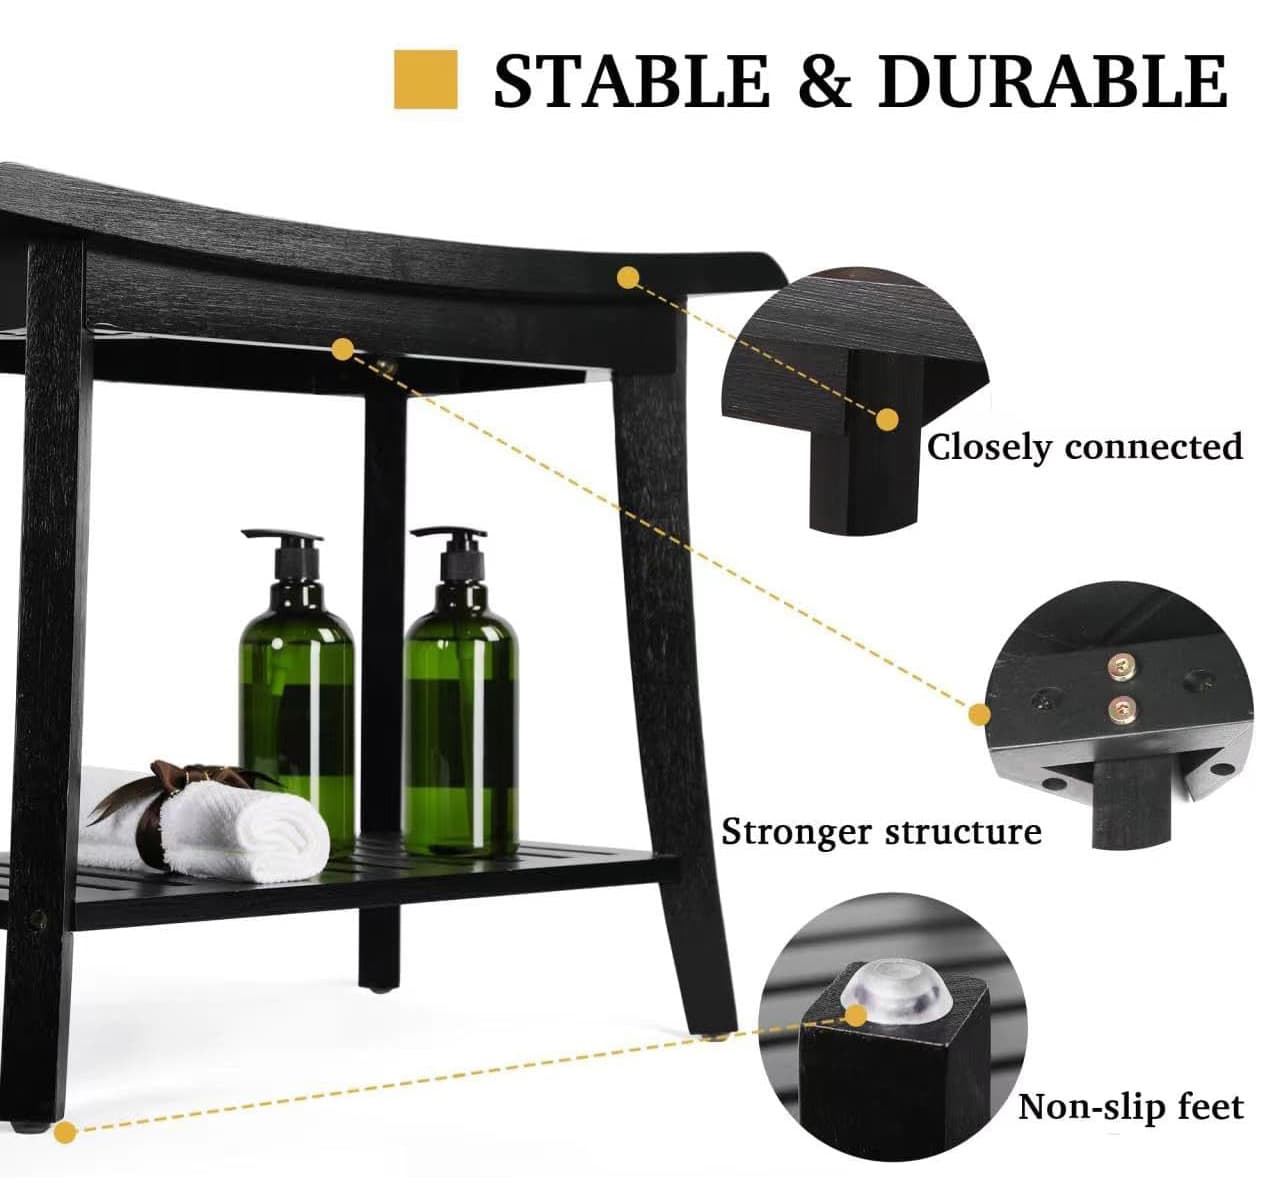 STABLE & DURABLE
Closely connected
Stronger structure
Non-slip feet